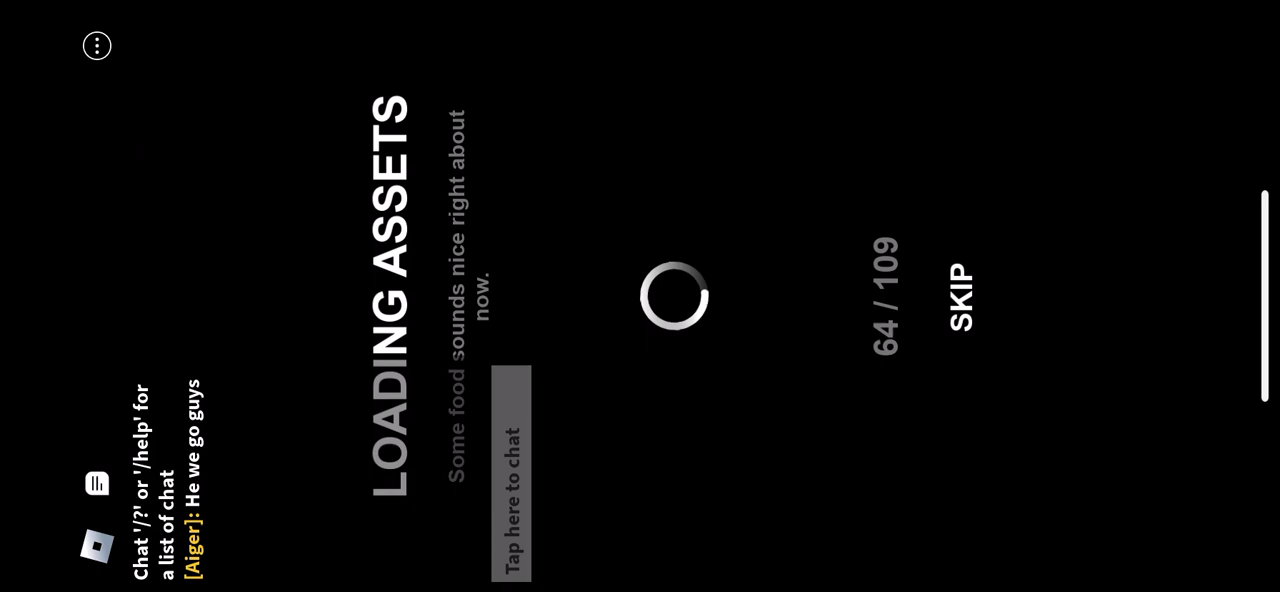 Chat '/?' or '/help' for
a list of chat
[Aiger]: He we go guys
LOADING ASSETS
Some food sounds nice right about
now.
Tap here to chat
64 / 109
SKIP